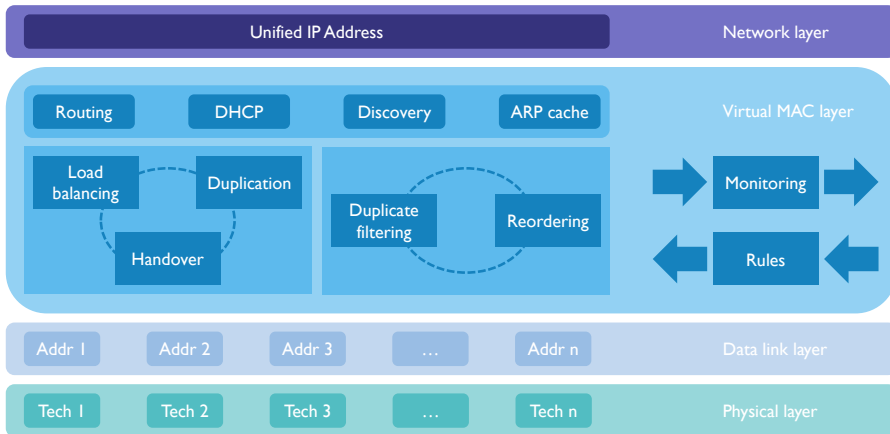 Unified IP Address
Network layer
Routing
DHCP
Discovery
ARP cache
Virtual MAC layer
Load
balancing
Duplication
Handover
Duplicate
filtering
Reordering
Monitoring
Rules
Addr 1
Addr 2
Addr 3
...
Addr n
Data link layer
Tech 1
Tech 2
Tech 3
...
Tech n
Physical layer